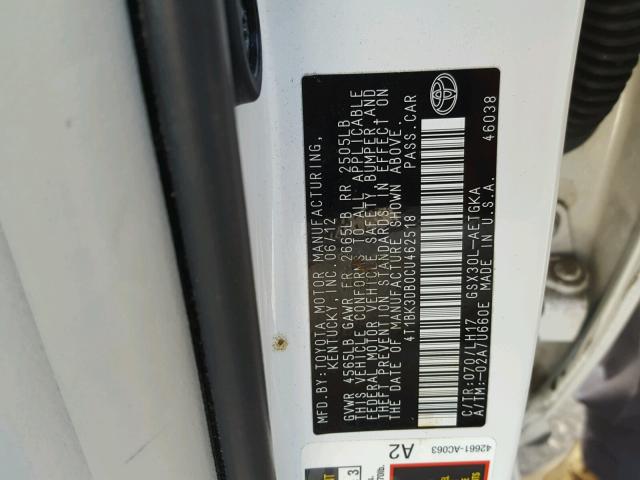 MFD.BY:TOYOTA MOTOR MANUFACTURING,
KENTUCKY, INC. 06/12
GVWR 4565LB GAWR FR 2665LB RR 2505LB
THIS VEHICLE CONFORMS TO ALL APPLICABLE
FEDERAL MOTOR VEHICLE SAFETY, BUMPER, AND
THEFT PREVENTION STANDARDS IN EFFECT ON
THE DATE OF MANUFACTURE SHOWN ABOVE.
4T1BK3DB0CU462518 PASS.CAR
C/TR:070/LH17 GSX30L-AETGKA
A/TM:-02A/U660E MADE IN U.S.A. 46038
42661-AC063
A2
3